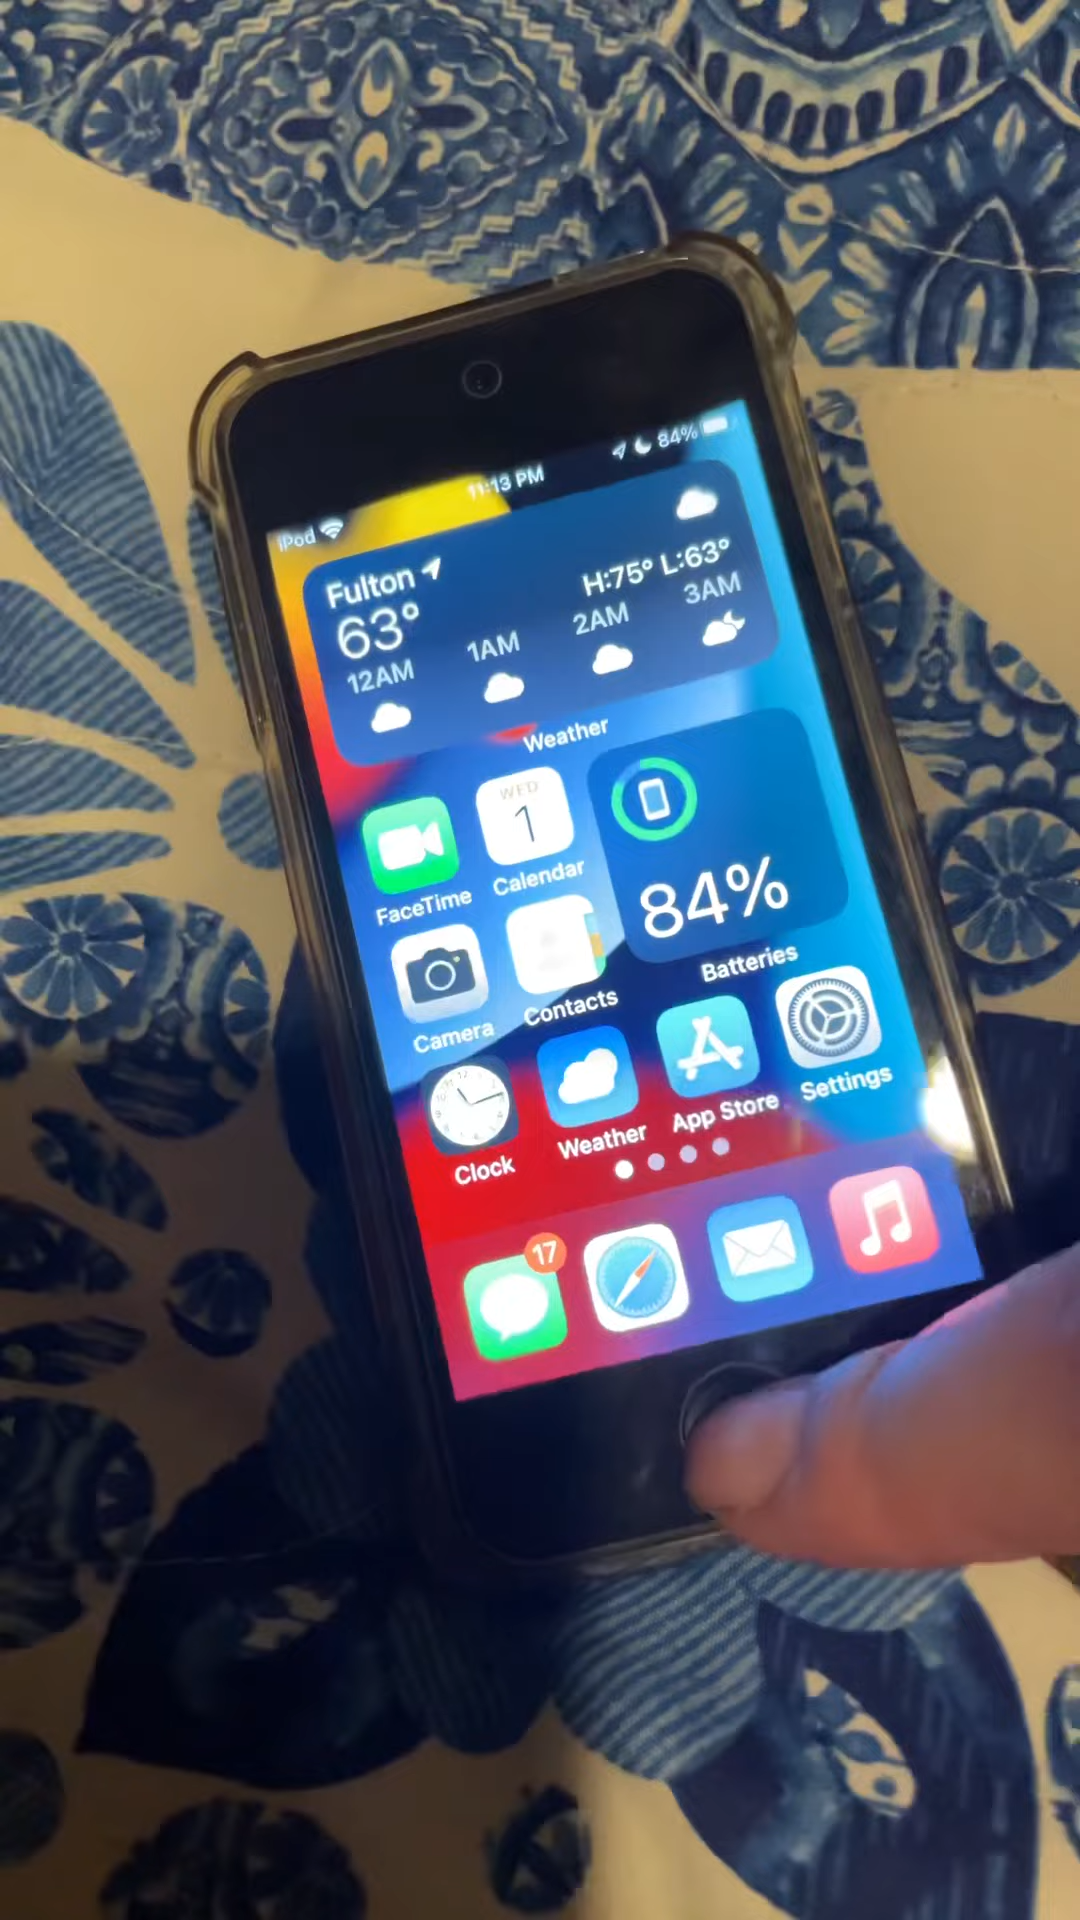 iPod 11:13 PM 84%
Fulton
63° H:75° L:63°
12AM 1AM 2AM 3AM
Weather
WED
1
FaceTime Calendar
84%
Camera Contacts Batteries
Clock Weather App Store Settings
17